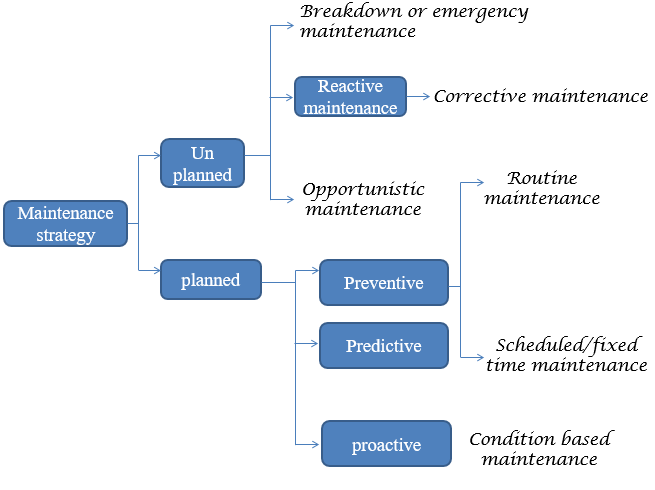 Breakdown or emergency
maintenance
Reactive
maintenance
Corrective maintenance
Un
planned
Opportunistic
maintenance
Routine
maintenance
Maintenance
strategy
planned
Preventive
Predictive
Scheduled/fixed
time maintenance
proactive
Condition based
maintenance